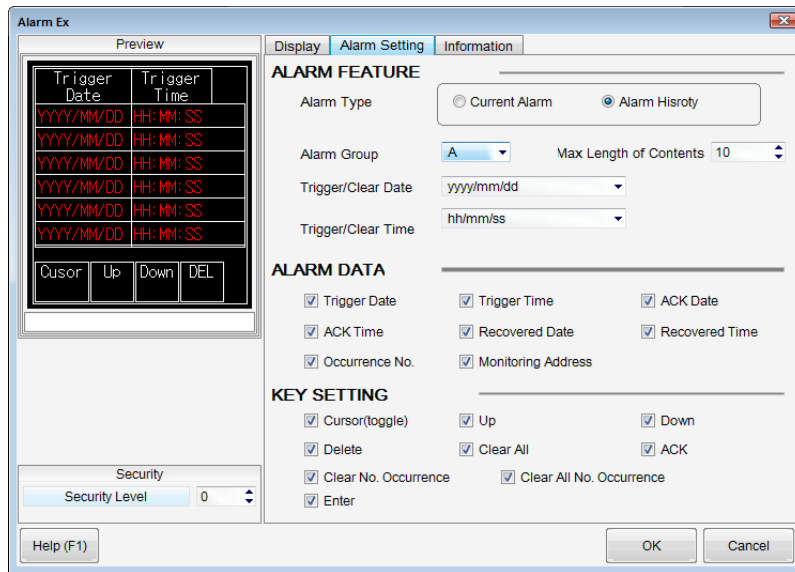 Alarm Ex
Preview
Trigger Date Trigger Time
YYYY/MM/DD HH:MM:SS
YYYY/MM/DD HH:MM:SS
YYYY/MM/DD HH:MM:SS
YYYY/MM/DD HH:MM:SS
YYYY/MM/DD HH:MM:SS
YYYY/MM/DD HH:MM:SS
Cusor Up Down DEL
Security
Security Level 0
Help (F1)
Display Alarm Setting Information
ALARM FEATURE
Alarm Type Current Alarm Alarm Hisroty
Alarm Group A Max Length of Contents 10
Trigger/Clear Date yyyy/mm/dd
Trigger/Clear Time hh/mm/ss
ALARM DATA
Trigger Date Trigger Time ACK Date
ACK Time Recovered Date Recovered Time
Occurrence No. Monitoring Address
KEY SETTING
Cursor(toggle) Up Down
Delete Clear All ACK
Clear No. Occurrence Clear All No. Occurrence
Enter
OK Cancel